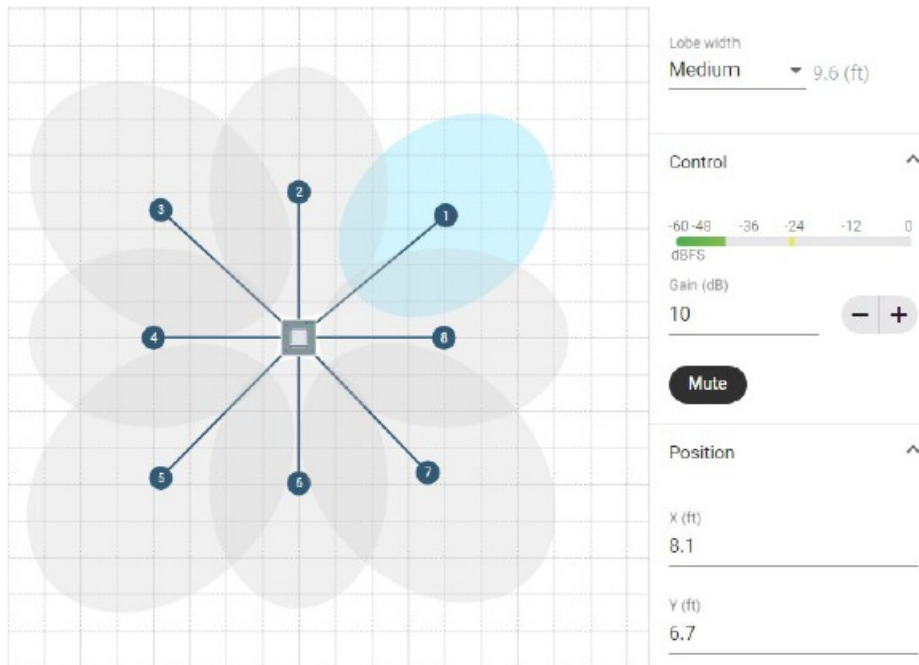 Lobe width
Medium 9.6 (ft)
Control
-60 -48 -36 -24 -12 0
dBFS
Gain (dB)
10
− +
Mute
Position
X (ft)
8.1
Y (ft)
6.7
2
3 1
4 8
5 6 7